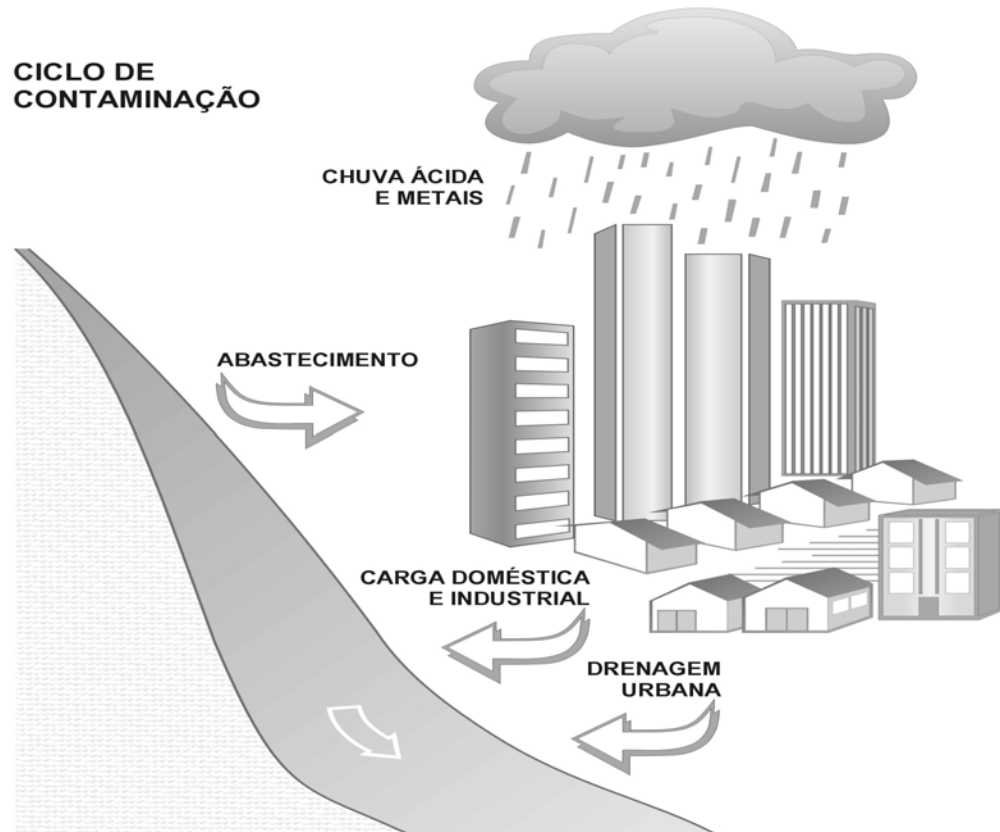 CICLO DE
CONTAMINAÇÃO
CHUVA ÁCIDA
E METAIS
ABASTECIMENTO
CARGA DOMÉSTICA
E INDUSTRIAL
DRENAGEM
URBANA